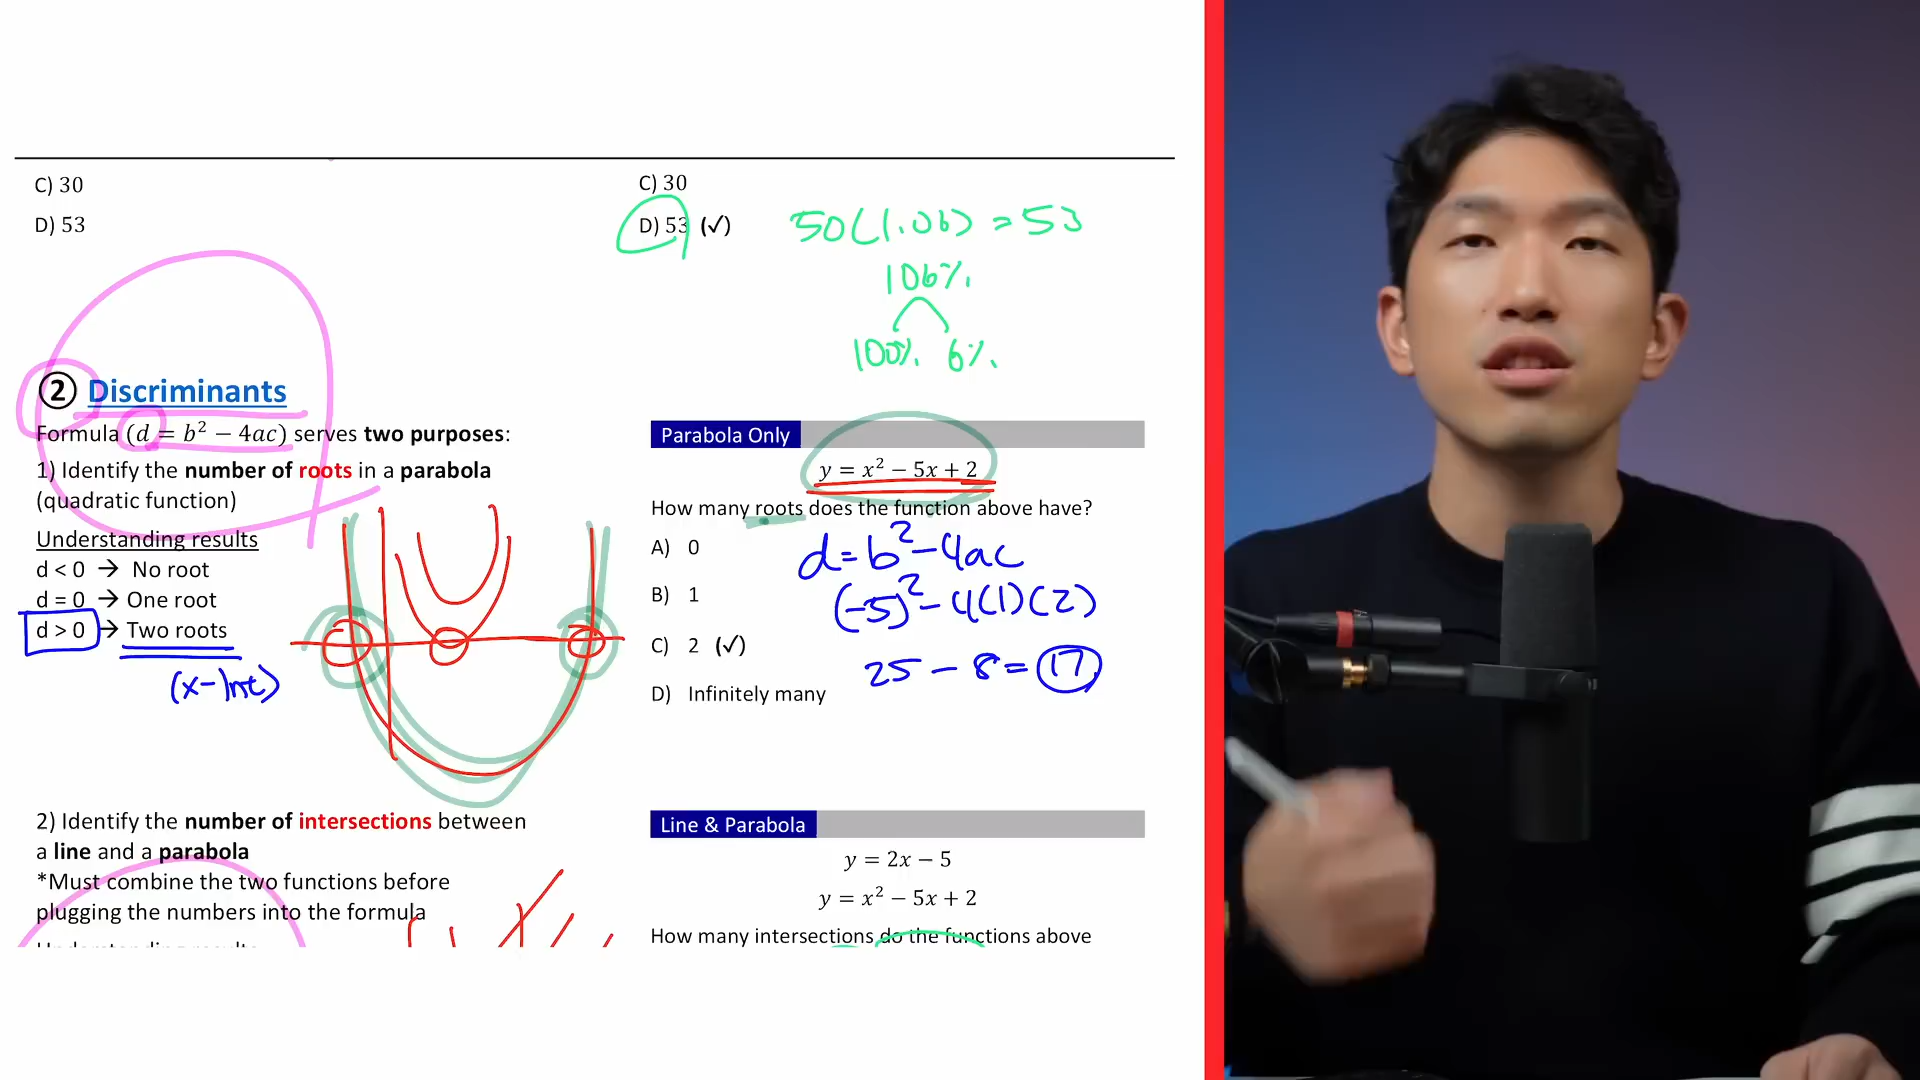 C) 30
D) 53
C) 30
D) 53 (✓)
50(1.06) = 53
106%
100% 6%
② Discriminants
Formula (d = b² − 4ac) serves two purposes:
1) Identify the number of roots in a parabola
(quadratic function)
Understanding results
d < 0 → No root
d = 0 → One root
d > 0 → Two roots
(x-int)
Parabola Only
y = x² − 5x + 2
How many roots does the function above have?
A) 0
B) 1
C) 2 (✓)
D) Infinitely many
d = b² - 4ac
(-5)² - 4(1)(2)
25 - 8 = 17
2) Identify the number of intersections between
a line and a parabola
*Must combine the two functions before
plugging the numbers into the formula
Line & Parabola
y = 2x − 5
y = x² − 5x + 2
How many intersections do the functions above